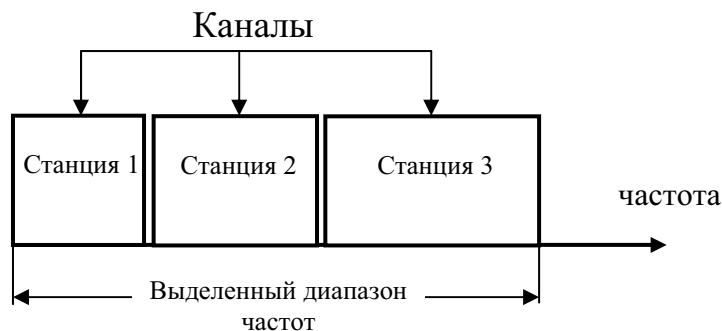 Каналы
Станция 1
Станция 2
Станция 3
частота
Выделенный диапазон
частот